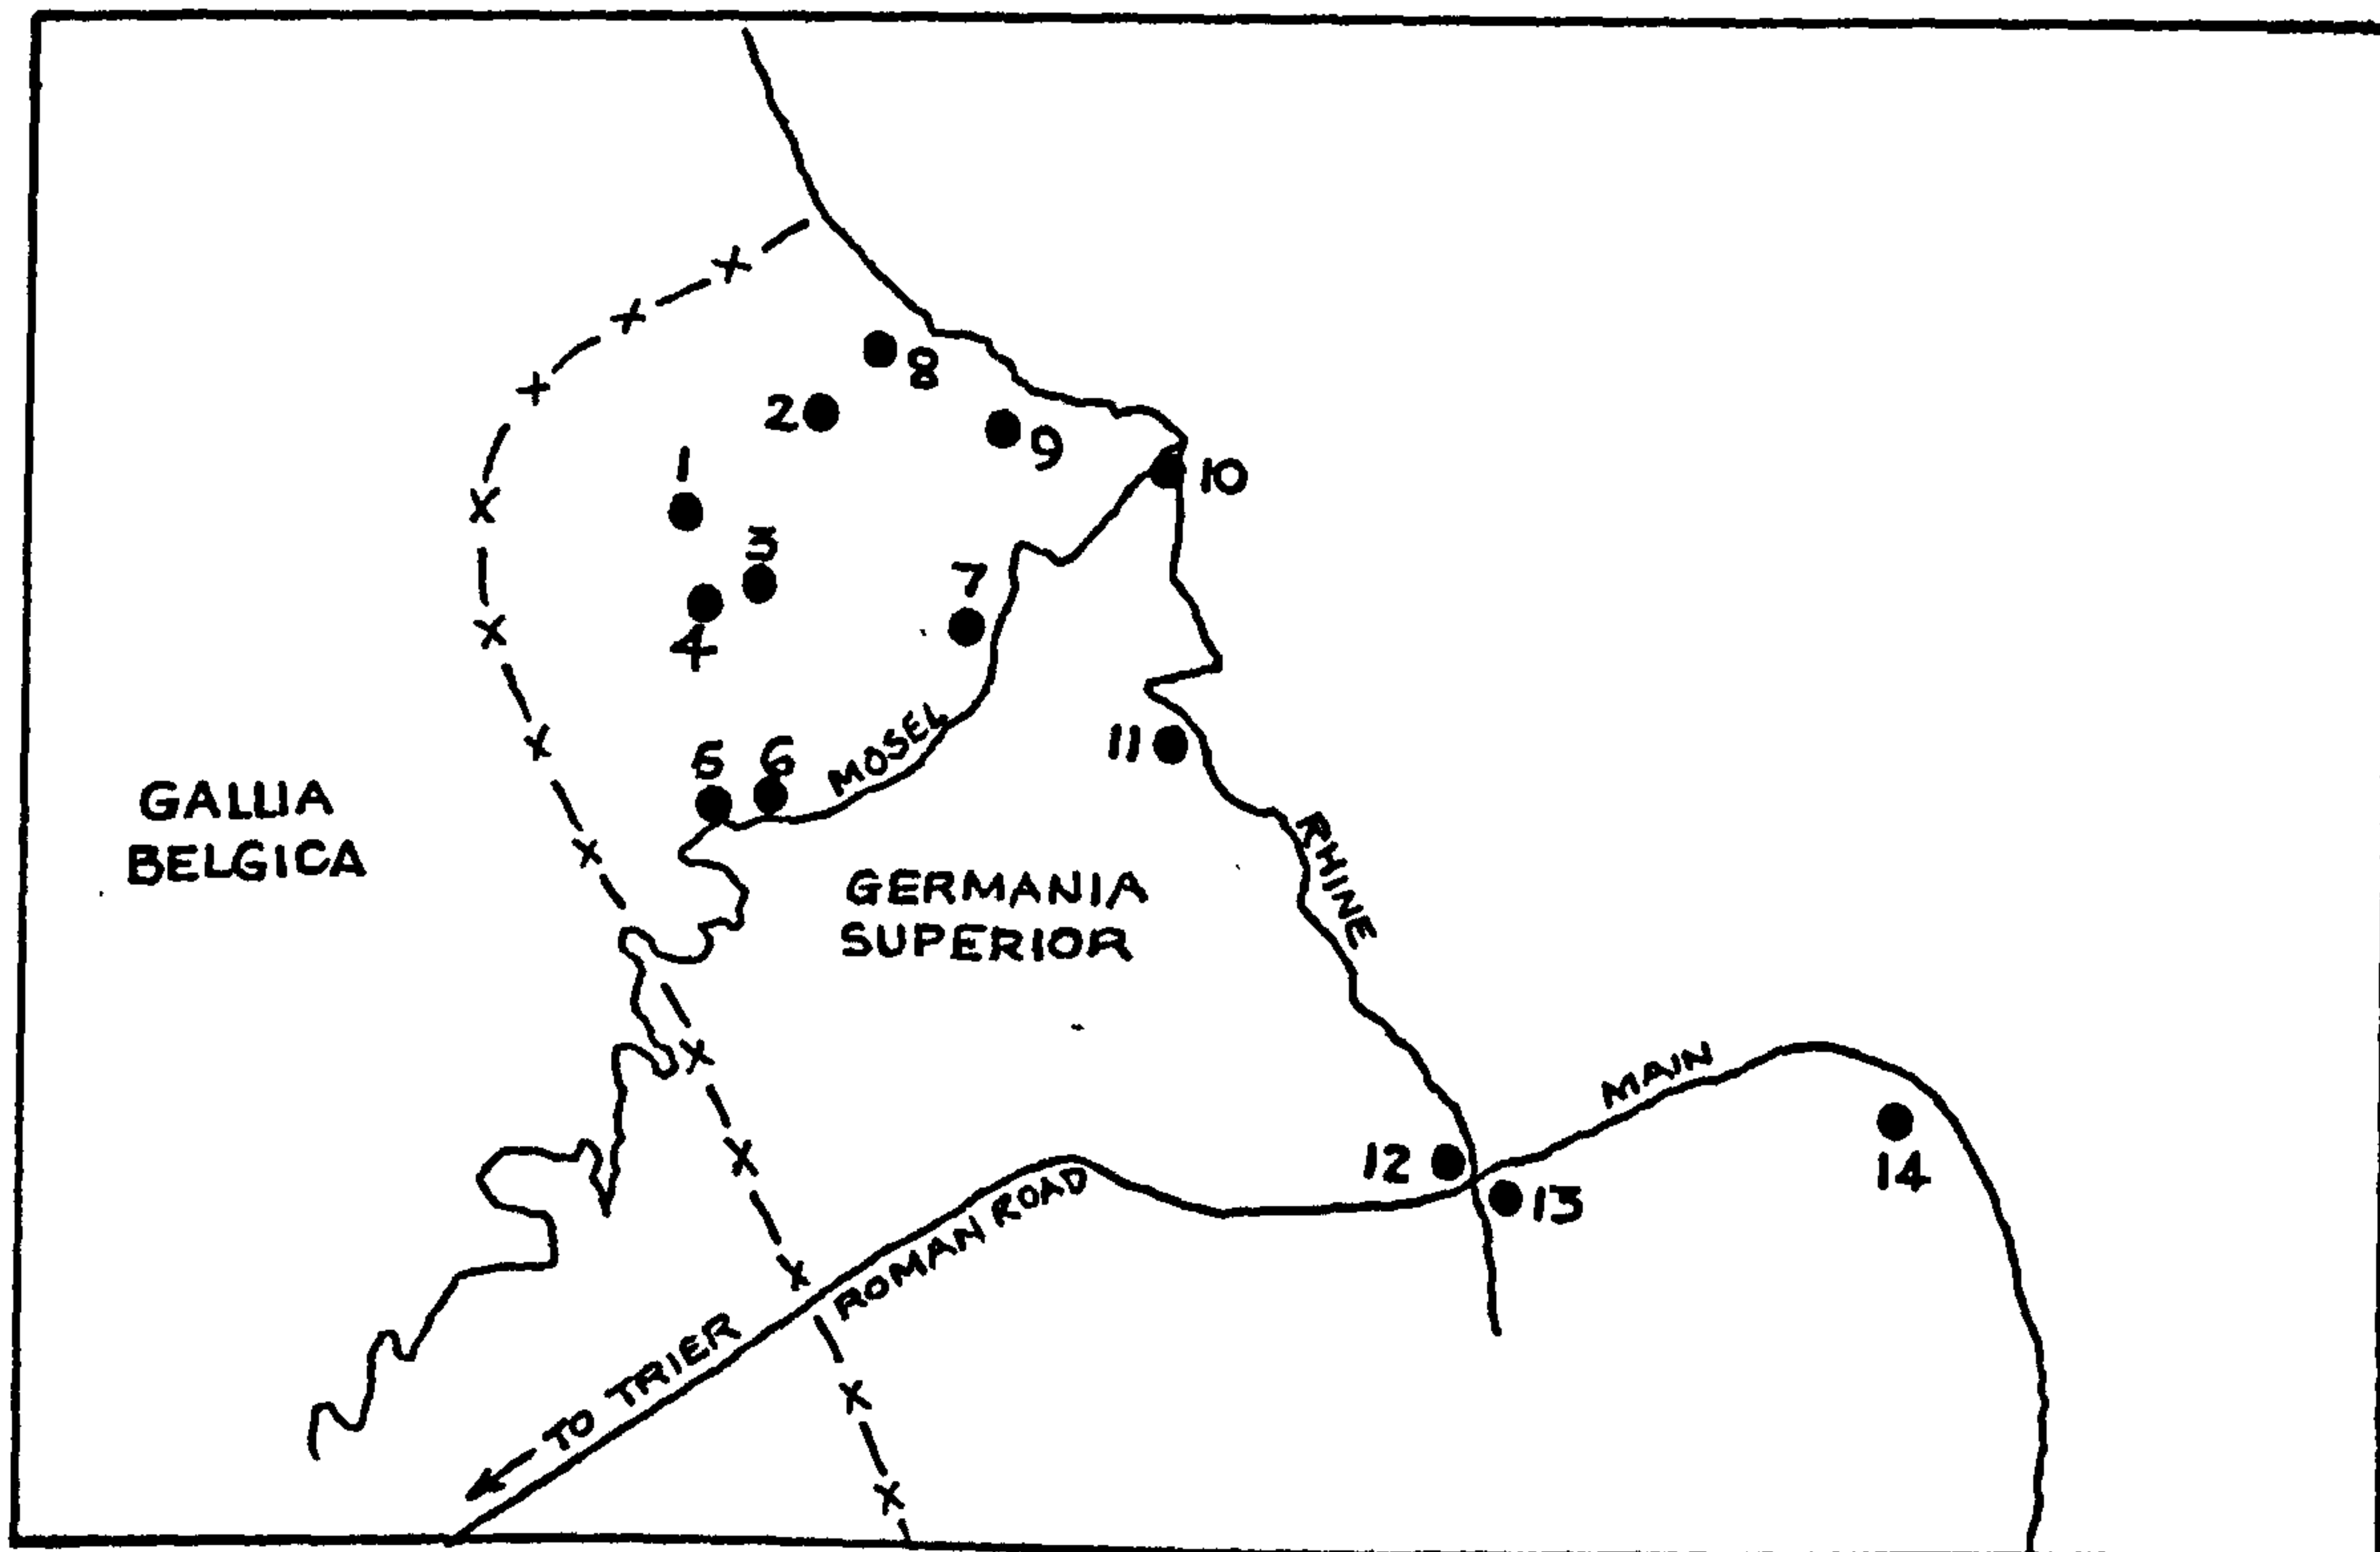 8
2
9
1
10
3
7
4
MOSEL
11
5
6
GALLIA
BELGICA
RHINE
GERMANIA
SUPERIOR
MAIN
12
14
13
ROMAN ROAD
TO TRIER